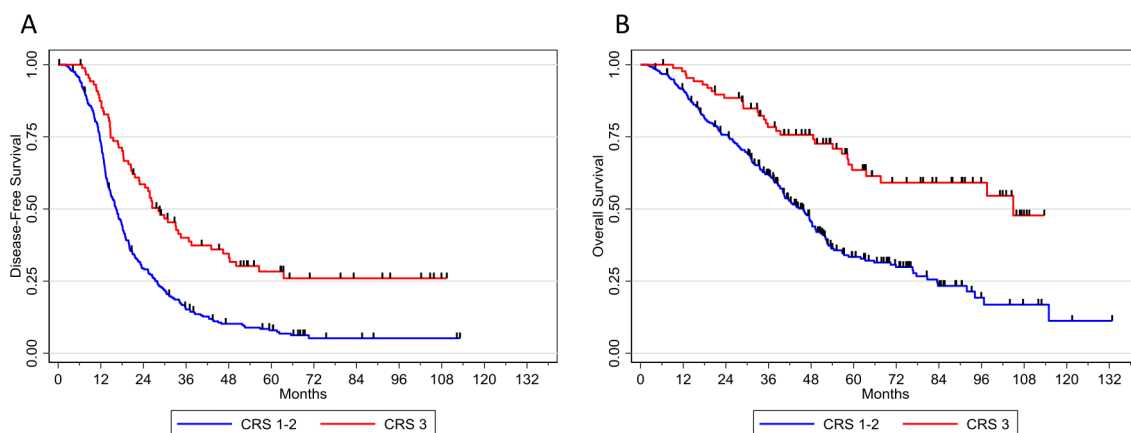 A
Disease-Free Survival
1.00
0.75
0.50
0.25
0.00
0 12 24 36 48 60 72 84 96 108 120 132
Months
CRS 1-2 CRS 3
B
Overall Survival
1.00
0.75
0.50
0.25
0.00
0 12 24 36 48 60 72 84 96 108 120 132
Months
CRS 1-2 CRS 3